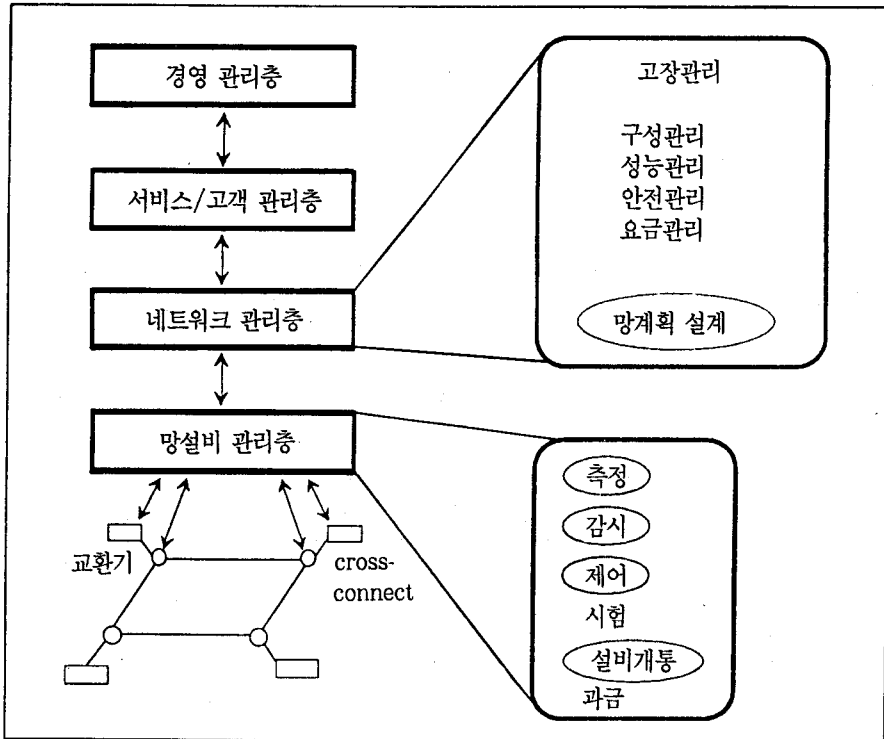 경영 관리층
서비스/고객 관리층
네트워크 관리층
망설비 관리층
교환기
cross-
connect
고장관리
구성관리
성능관리
안전관리
요금관리
망계획 설계
측정
감시
제어
시험
설비개통
과금